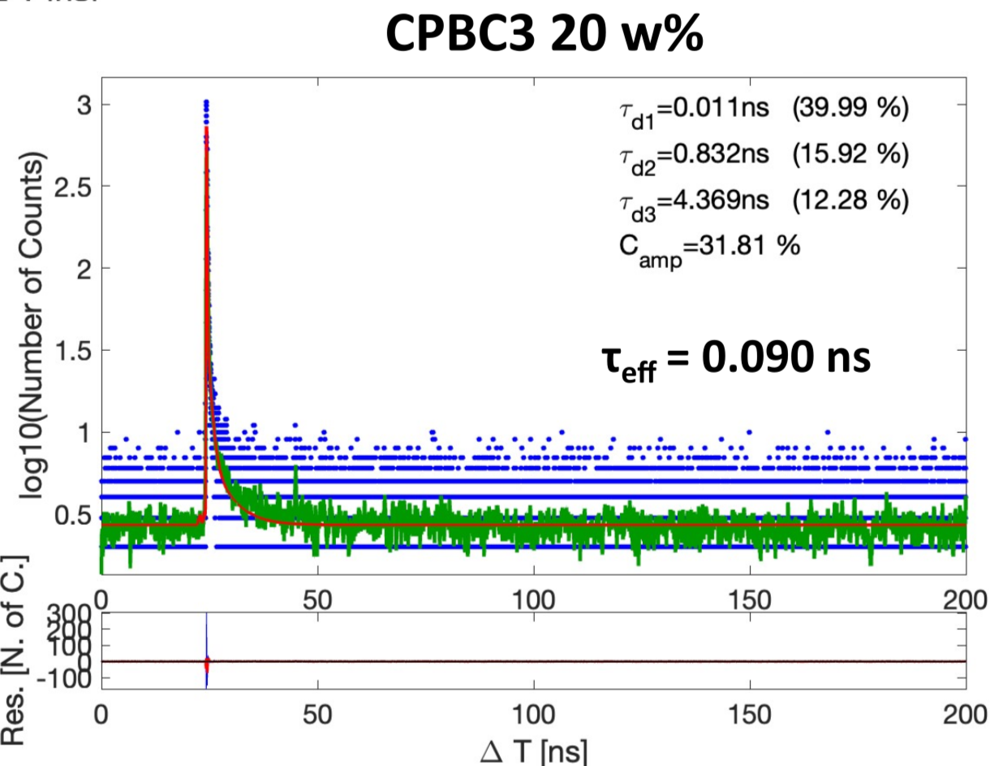 CPBC3 20 w%
log10(Number of Counts)
3
2.5
2
1.5
1
0.5
τd1=0.011ns (39.99 %)
τd2=0.832ns (15.92 %)
τd3=4.369ns (12.28 %)
Camp=31.81 %
τeff = 0.090 ns
0 50 100 150 200
Res. [N. of C.]
300
200
100
0
-100
0 50 100 150 200
Δ T [ns]